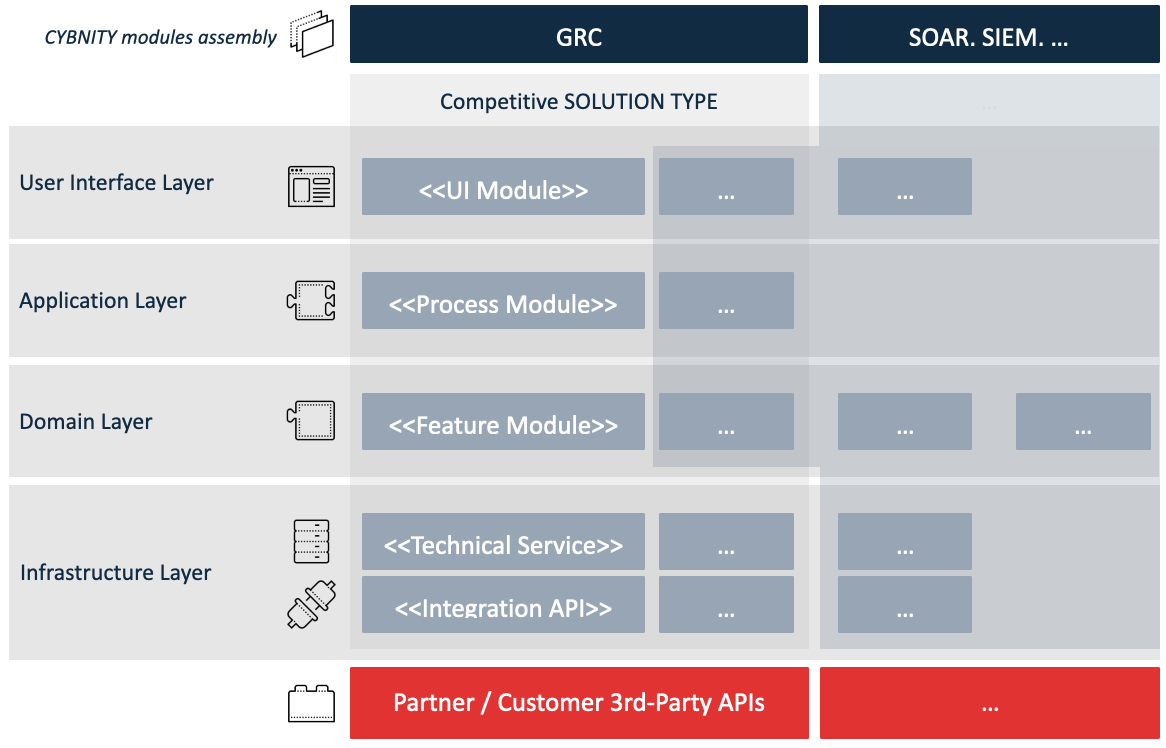 CYBNITY modules assembly
GRC
SOAR. SIEM. ...
Competitive SOLUTION TYPE
...
User Interface Layer
<<UI Module>>
...
...
Application Layer
<<Process Module>>
...
Domain Layer
<<Feature Module>>
...
...
...
Infrastructure Layer
<<Technical Service>>
...
...
<<Integration API>>
...
...
Partner / Customer 3rd-Party APIs
...